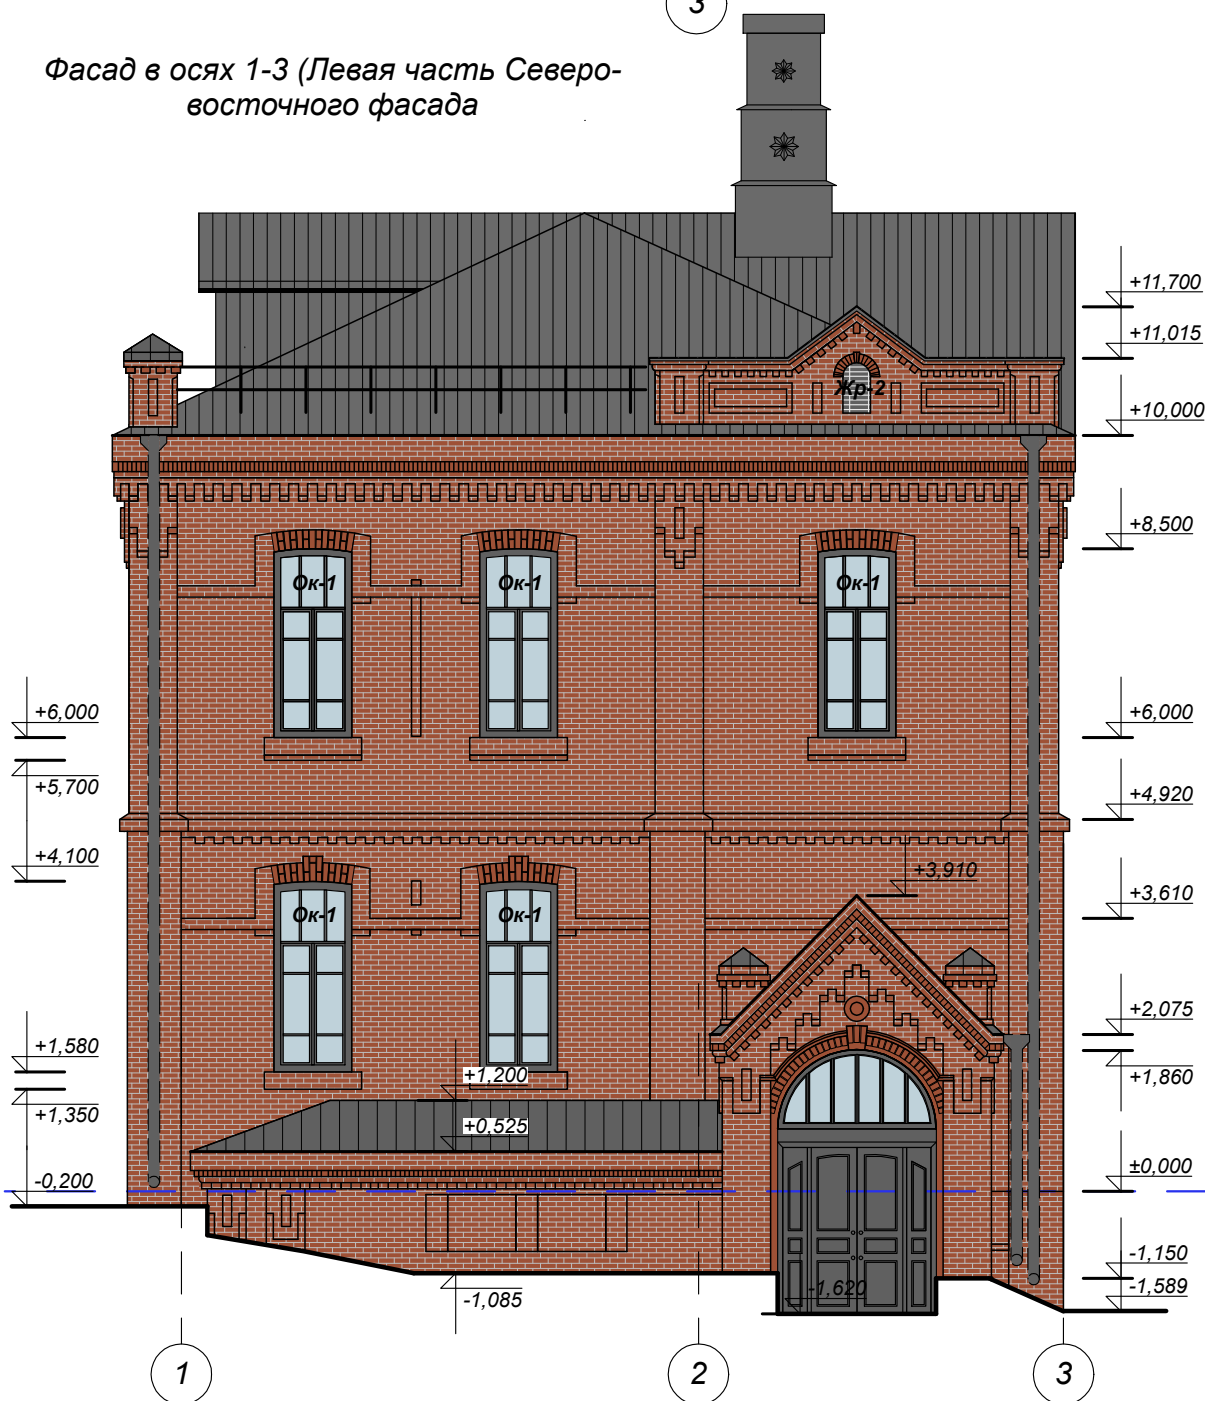 3
Фасад в осях 1-3 (Левая часть Северо-
восточного фасада
+11,700
+11,015
Жр-2
+10,000
+8,500
Ок-1 Ок-1 Ок-1
+6,000 +6,000
+5,700
+4,920
+4,100
+3,910
+3,610
Ок-1 Ок-1
+2,075
+1,580
+1,200
+1,860
+1,350
+0.525
-0,200 ±0,000
-1,150
-1,085 -1,620 -1,589
1 2 3